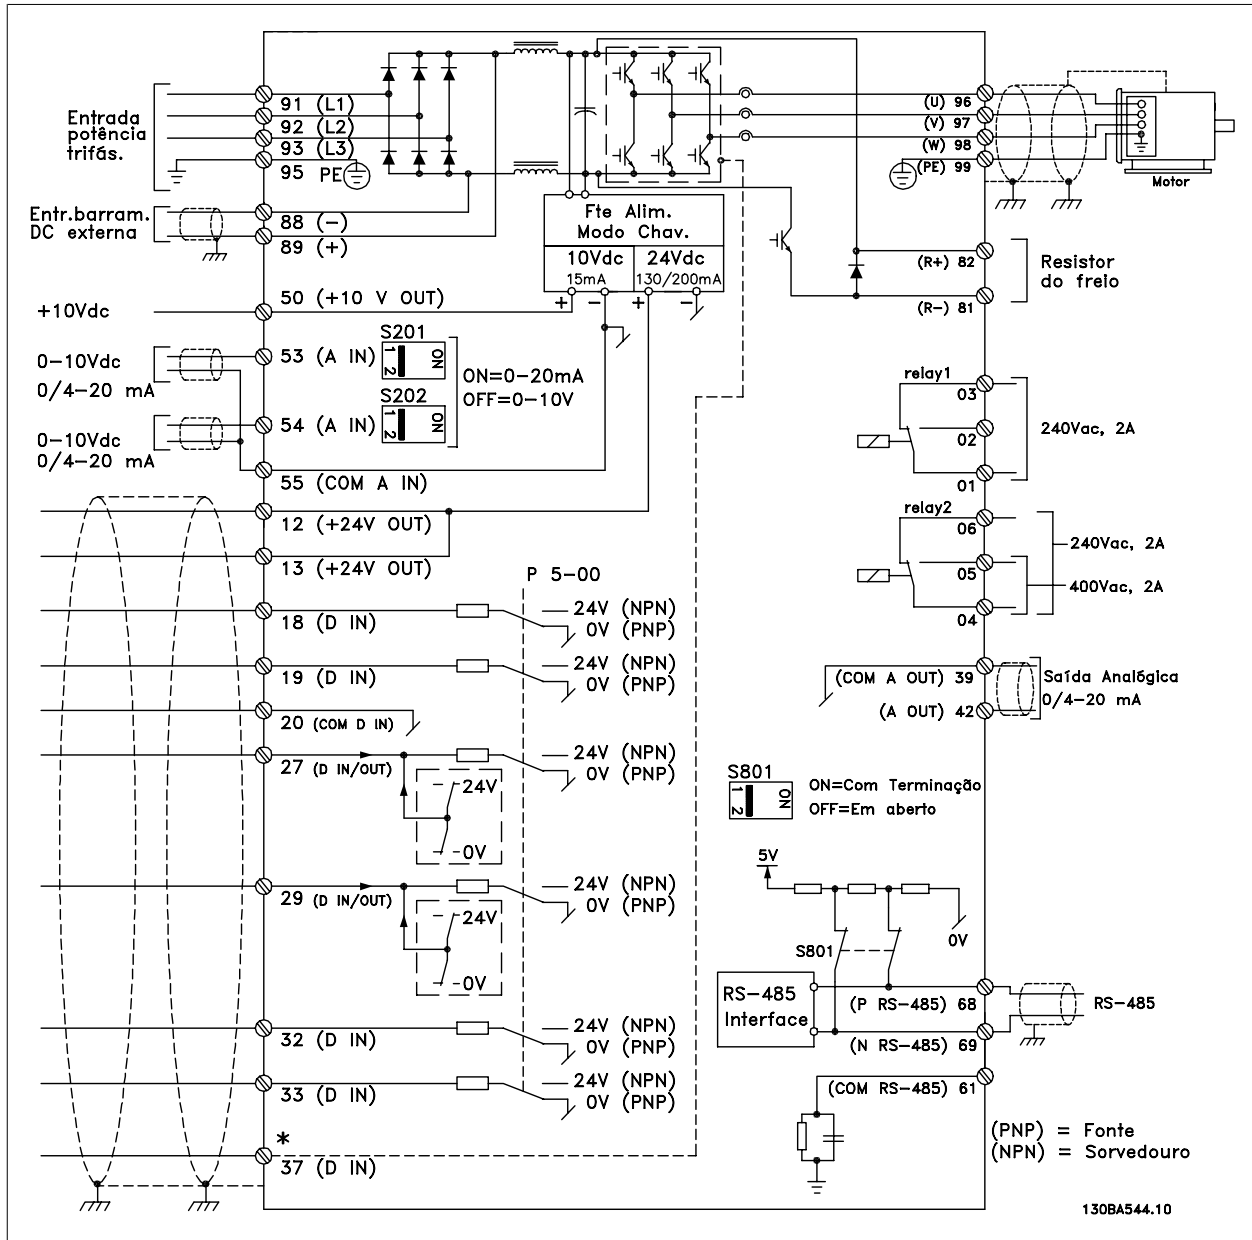 Entrada
potência
trifás.
91 (L1)
92 (L2)
93 (L3)
95 PE
Entr.barram.
DC externa
88 (−)
89 (+)
Fte Alim.
Modo Chav.
10Vdc
15mA
24Vdc
130/200mA
+ − + −
(U) 96
(V) 97
(W) 98
(PE) 99
Motor
(R+) 82
(R−) 81
Resistor
do freio
+10Vdc
50 (+10 V OUT)
0−10Vdc
0/4−20 mA
53 (A IN)
S201
ON
1 2
0−10Vdc
0/4−20 mA
54 (A IN)
S202
ON
1 2
ON=0−20mA
OFF=0−10V
55 (COM A IN)
12 (+24V OUT)
13 (+24V OUT)
relay1
03
02
01
240Vac, 2A
relay2
06
05
04
240Vac, 2A
400Vac, 2A
P 5−00
18 (D IN)
24V (NPN)
0V (PNP)
19 (D IN)
24V (NPN)
0V (PNP)
20 (COM D IN)
27 (D IN/OUT)
24V (NPN)
0V (PNP)
24V
0V
29 (D IN/OUT)
24V (NPN)
0V (PNP)
24V
0V
32 (D IN)
24V (NPN)
0V (PNP)
33 (D IN)
24V (NPN)
0V (PNP)
*
37 (D IN)
(COM A OUT) 39
(A OUT) 42
Saída Analógica
0/4−20 mA
S801
ON
1 2
ON=Com Terminação
OFF=Em aberto
5V
0V
S801
RS−485
Interface
(P RS−485) 68
(N RS−485) 69
RS−485
(COM RS−485) 61
(PNP) = Fonte
(NPN) = Sorvedouro
130BA544.10